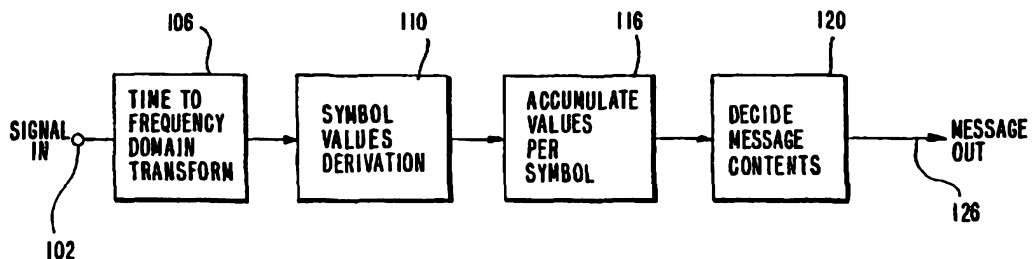 106
110
116
120
SIGNAL
IN
TIME TO
FREQUENCY
DOMAIN
TRANSFORM
SYMBOL
VALUES
DERIVATION
ACCUMULATE
VALUES
PER
SYMBOL
DECIDE
MESSAGE
CONTENTS
MESSAGE
OUT
102
126